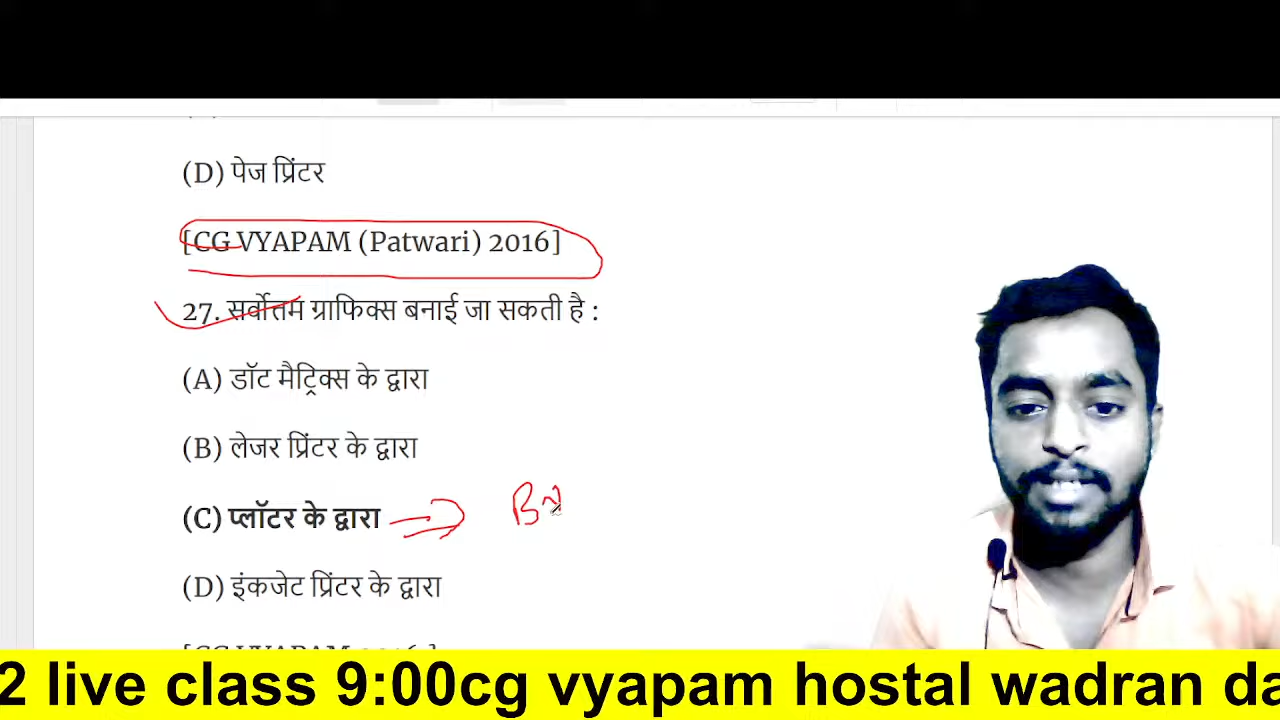 (D) पेज प्रिंटर
[CG VYAPAM (Patwari) 2016]
27. सर्वोत्तम ग्राफिक्स बनाई जा सकती है :
(A) डॉट मैट्रिक्स के द्वारा
(B) लेजर प्रिंटर के द्वारा
(C) प्लॉटर के द्वारा
(D) इंकजेट प्रिंटर के द्वारा
2 live class 9:00cg vyapam hostal wadran da